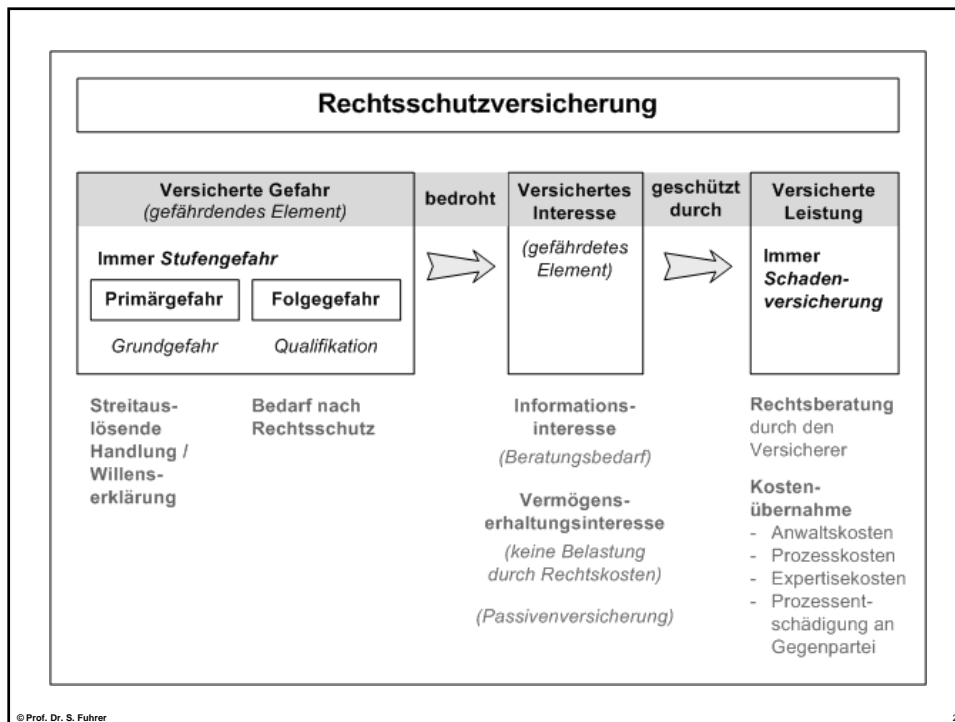 Rechtsschutzversicherung
Versicherte Gefahr
(gefährdendes Element)
Immer Stufengefahr
Primärgefahr
Folgegefahr
Grundgefahr
Qualifikation
Streitaus-
lösende
Handlung /
Willens-
erklärung
Bedarf nach
Rechtsschutz
bedroht
Versichertes
Interesse
(gefährdetes
Element)
Informations-
interesse
(Beratungsbedarf)
Vermögens-
erhaltungsinteresse
(keine Belastung
durch Rechtskosten)
(Passivenversicherung)
geschützt
durch
Versicherte
Leistung
Immer
Schaden-
versicherung
Rechtsberatung
durch den
Versicherer
Kosten-
übernahme
- Anwaltskosten
- Prozesskosten
- Expertisekosten
- Prozessent-
schädigung an
Gegenpartei
© Prof. Dr. S. Fuhrer